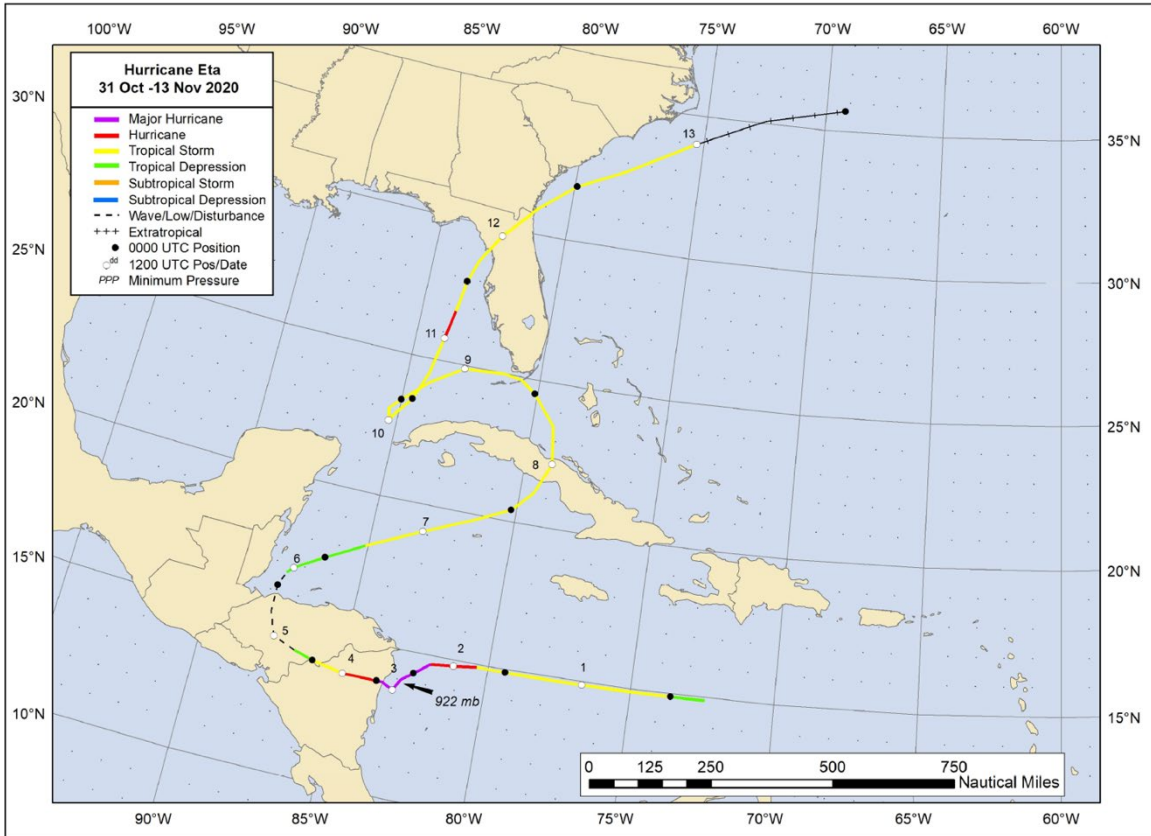 100°W 95°W 90°W 85°W 80°W 75°W 70°W 65°W 60°W
Hurricane Eta
31 Oct -13 Nov 2020
Major Hurricane
Hurricane
Tropical Storm
Tropical Depression
Subtropical Storm
Subtropical Depression
Wave/Low/Disturbance
Extratropical
0000 UTC Position
dd 1200 UTC Pos/Date
PPP Minimum Pressure
30°N
25°N
20°N
15°N
10°N
35°N
30°N
25°N
20°N
15°N
13
12
11
9
10
8
7
6
5
4
3
2
1
922 mb
0 125 250 500 750
Nautical Miles
90°W 85°W 80°W 75°W 70°W 65°W